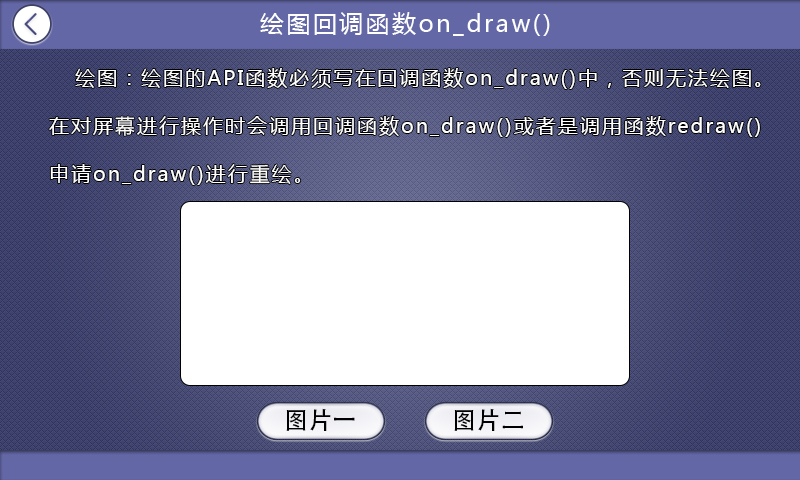 绘图回调函数on_draw()
绘图：绘图的API函数必须写在回调函数on_draw()中，否则无法绘图。
在对屏幕进行操作时会调用回调函数on_draw()或者是调用函数redraw()
申请on_draw()进行重绘。
图片一
图片二